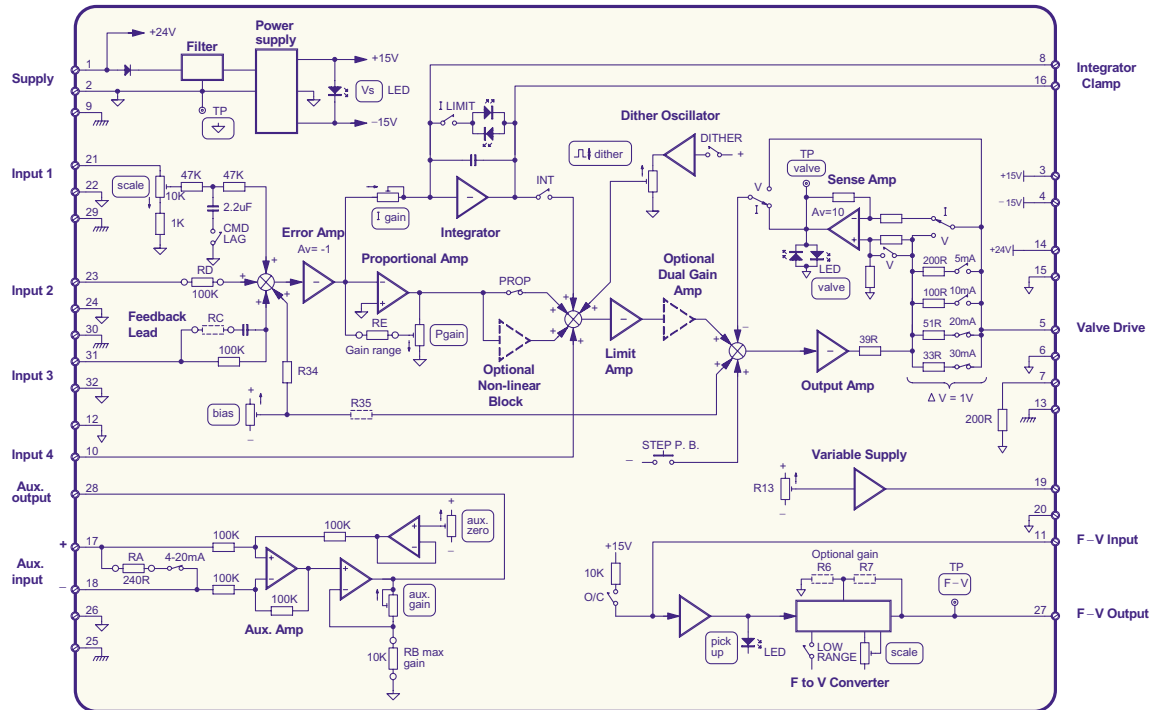 +24V
Filter
Power
supply
+15V
Vs
LED
−15V
TP
Supply
1
2
9
Input 1
21
22
29
scale
10K
47K
47K
1K
2.2uF
CMD
LAG
Input 2
23
24
30
31
RD
100K
Feedback
Lead
RC
100K
Input 3
32
12
Input 4
10
Aux.
output
28
Error Amp
Av= -1
Proportional Amp
RE
Gain range
Pgain
I gain
Integrator
I LIMIT
INT
PROP
Optional
Non-linear
Block
R34
R35
bias
+
−
Dither Oscillator
DITHER
+
dither
Limit
Amp
Optional
Dual Gain
Amp
V
I
TP
valve
Sense Amp
Av=10
LED
valve
I
V
V
200R
5mA
100R
10mA
51R
20mA
33R
30mA
Δ V = 1V
39R
Output Amp
STEP P. B.
−
8
16
Integrator
Clamp
+15V
3
−15V
4
+24V
14
15
5
Valve Drive
6
7
13
200R
Variable Supply
R13
+
−
19
20
11
F−V Input
+15V
10K
O/C
pick
up
LED
Optional gain
R6
R7
TP
F−V
27
F−V Output
LOW
RANGE
scale
F to V Converter
+
17
Aux.
input
−
18
26
25
RA
240R
4-20mA
100K
100K
100K
100K
Aux. Amp
aux.
zero
+
−
aux.
gain
10K
RB max
gain